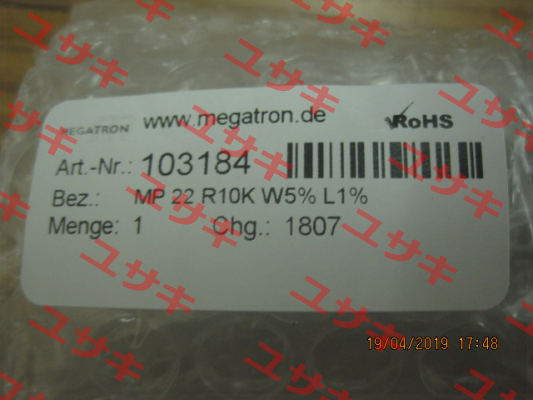 MEGATRON www.megatron.de RoHS
Art.-Nr.: 103184
Bez.: MP 22 R10K W5% L1%
Menge: 1 Chg.: 1807
19/04/2019 17:48
ユサキ